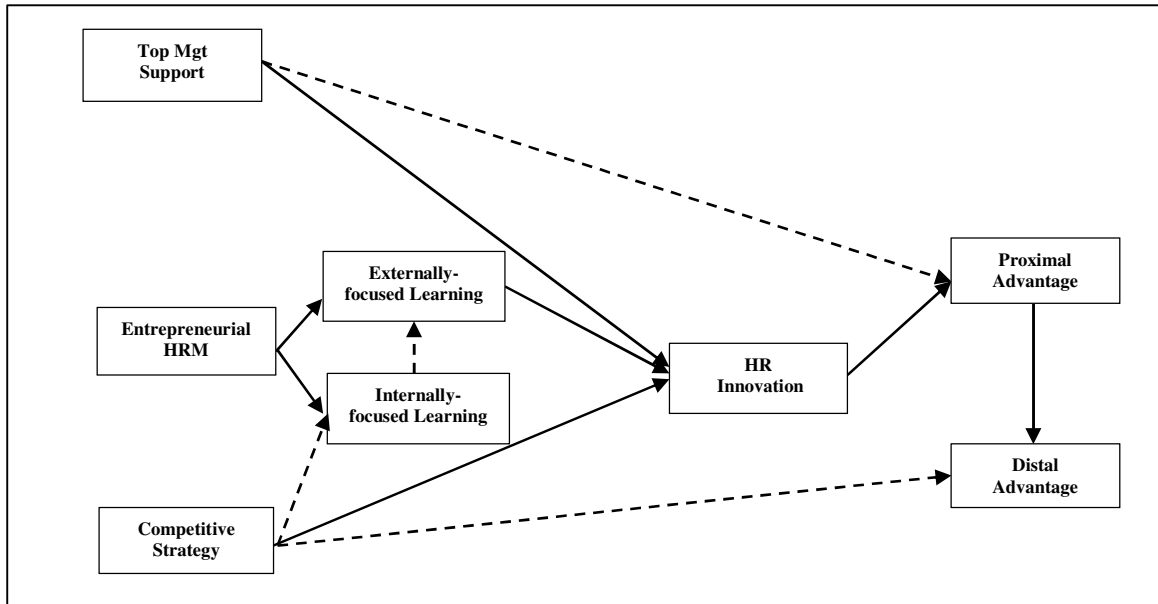 Top Mgt
Support
Externally-
focused Learning
Proximal
Advantage
Entrepreneurial
HRM
HR
Innovation
Internally-
focused Learning
Distal
Advantage
Competitive
Strategy